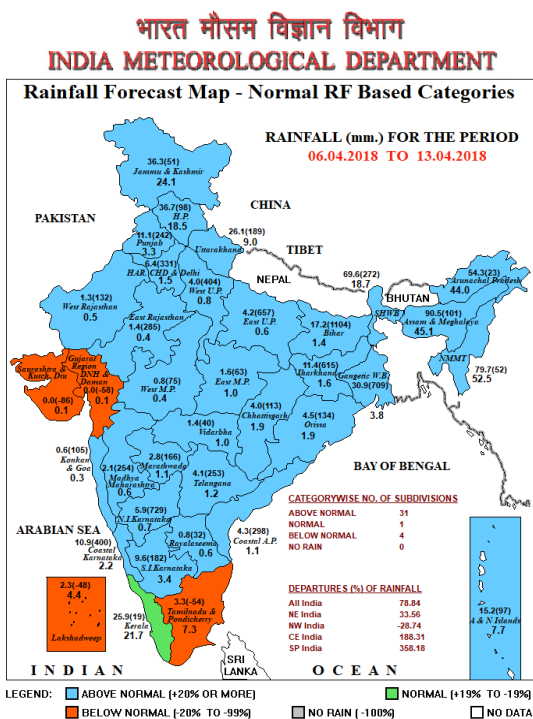 भारत मौसम विज्ञान विभाग
INDIA METEOROLOGICAL DEPARTMENT
Rainfall Forecast Map - Normal RF Based Categories
RAINFALL (mm.) FOR THE PERIOD
06.04.2018 TO 13.04.2018
36.3(51)
Jammu & Kashmir
24.1
CHINA
PAKISTAN
36.7(98)
H.P.
18.5
11.1(242)
Punjab
3.3
26.1(189)
Uttarakhand 9.0
TIBET
6.4(331)
HAR. CHD & Delhi
1.5
4.0(404)
West U.P.
0.8
NEPAL
69.6(272)
18.7
BHUTAN
54.3(23)
Arunachal Pradesh
44.0
1.3(132)
West Rajasthan
0.5
East Rajasthan
1.4(285)
0.4
4.2(657)
East U.P.
0.6
17.2(1104)
Bihar
1.4
SHWB
90.5(101)
Assam & Meghalaya
45.1
NMMT
79.7(52)
52.5
Gujarat
Region
DNH &
Daman
0.0(-58)
0.1
Saurashtra &
Kutch, Diu
0.0(-86)
0.1
0.8(75)
West M.P.
0.4
1.6(63)
East M.P.
1.0
11.4(615)
Jharkhand
1.6
Gangetic W.B.
30.9(709)
3.8
4.0(113)
Chhattisgarh
1.9
4.5(134)
Orissa
1.9
1.4(40)
Vidarbha
1.0
0.6(105)
Konkan
& Goa
0.3
2.1(254)
Madhya
Maharashtra
0.6
2.8(166)
Marathwada
1.1
4.1(253)
Telangana
1.2
BAY OF BENGAL
ARABIAN SEA
5.9(729)
N.I.Karnataka
0.7
0.8(32)
Rayalaseema
0.6
4.3(298)
Coastal A.P.
1.1
10.9(400)
Coastal
Karnataka
2.2
9.6(182)
S.I.Karnataka
3.4
2.3(-48)
4.4
Lakshadweep
25.9(19)
Kerala
21.7
3.3(-54)
Tamilnadu &
Pondicherry
7.3
CATEGORYWISE NO. OF SUBDIVISIONS
ABOVE NORMAL 31
NORMAL 1
BELOW NORMAL 4
NO RAIN 0
DEPARTURES (%) OF RAINFALL
All India 78.84
NE India 33.56
NW India -28.74
CE India 188.31
SP India 358.18
15.2(97)
A & N Islands
7.7
SRI
LANKA
INDIAN OCEAN
LEGEND: ABOVE NORMAL (+20% OR MORE) NORMAL (+19% TO -19%)
BELOW NORMAL (-20% TO -99%) NO RAIN (-100%) NO DATA